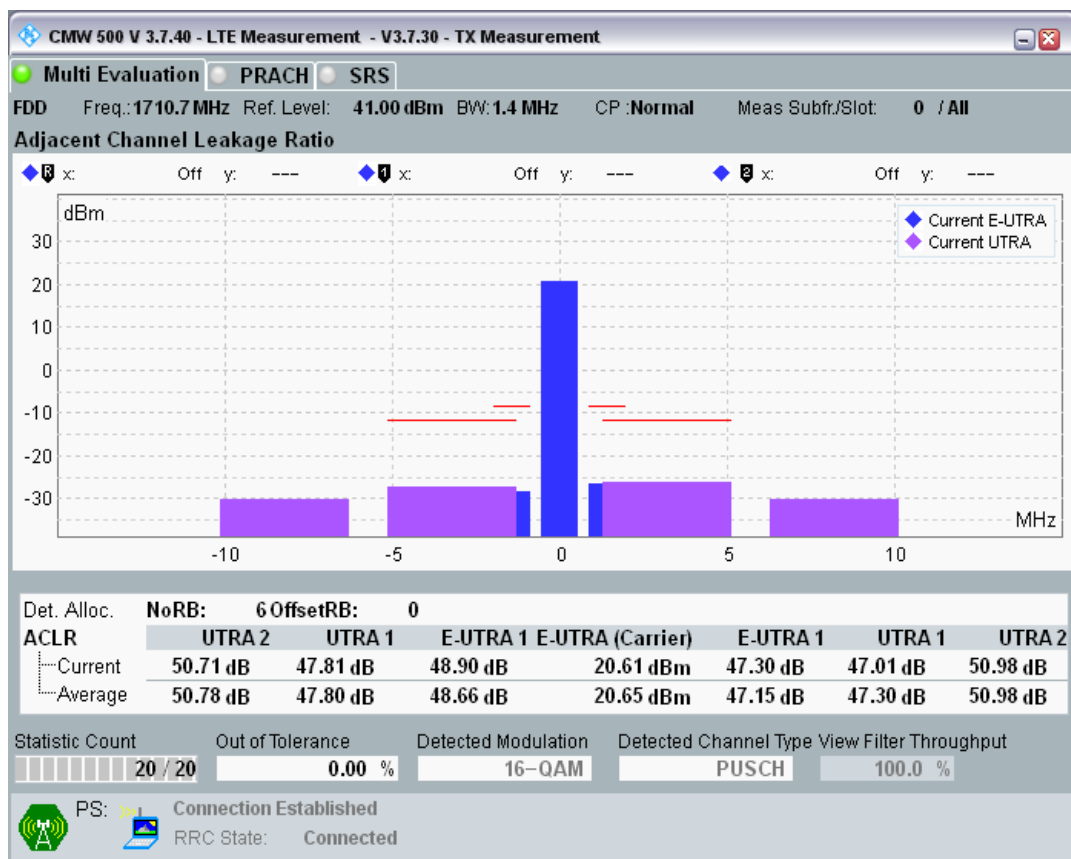 CMW 500 V 3.7.40 - LTE Measurement - V3.7.30 - TX Measurement
Multi Evaluation PRACH SRS
FDD Freq.: 1710.7 MHz Ref. Level: 41.00 dBm BW: 1.4 MHz CP :Normal Meas Subfr./Slot: 0 / All
Adjacent Channel Leakage Ratio
R x: Off y: --- 1 x: Off y: --- 2 x: Off y: ---
dBm
Current E-UTRA
Current UTRA
30
20
10
0
-10
-20
-30
MHz
-10 -5 0 5 10
Det. Alloc. NoRB: 6 OffsetRB: 0
ACLR UTRA 2 UTRA 1 E-UTRA 1 E-UTRA (Carrier) E-UTRA 1 UTRA 1 UTRA 2
Current 50.71 dB 47.81 dB 48.90 dB 20.61 dBm 47.30 dB 47.01 dB 50.98 dB
Average 50.78 dB 47.80 dB 48.66 dB 20.65 dBm 47.15 dB 47.30 dB 50.98 dB
Statistic Count Out of Tolerance Detected Modulation Detected Channel Type View Filter Throughput
20 / 20 0.00 % 16-QAM PUSCH 100.0 %
PS: Connection Established
RRC State: Connected